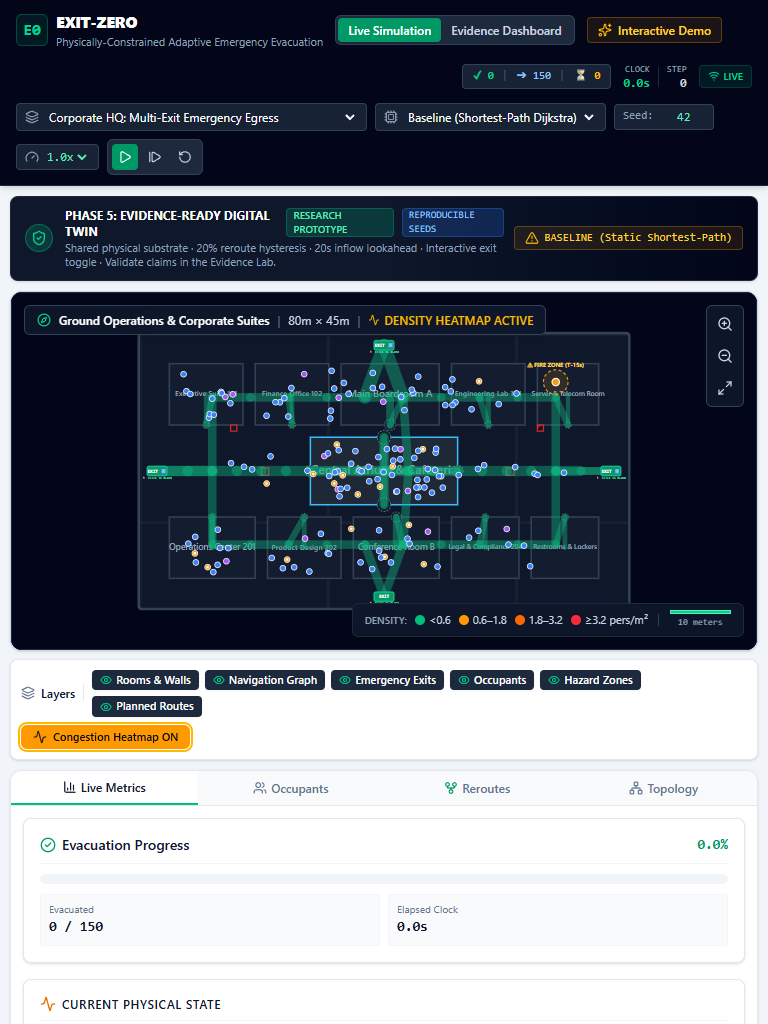 E0
EXIT-ZERO
Physically-Constrained Adaptive Emergency Evacuation
Live Simulation
Evidence Dashboard
Interactive Demo
✓ 0 | → 150 | ⏳ 0
CLOCK
0.0s
STEP
0
LIVE
Corporate HQ: Multi-Exit Emergency Egress
Baseline (Shortest-Path Dijkstra)
Seed: 42
1.0x
PHASE 5: EVIDENCE-READY DIGITAL
TWIN
RESEARCH
PROTOTYPE
REPRODUCIBLE
SEEDS
Shared physical substrate · 20% reroute hysteresis · 20s inflow lookahead · Interactive exit
toggle · Validate claims in the Evidence Lab.
BASELINE (Static Shortest-Path)
Ground Operations & Corporate Suites | 80m × 45m | DENSITY HEATMAP ACTIVE
EXIT
FIRE ZONE (T-15s)
Finance Office 102
Main Boardroom A
Engineering Lab
Server & Telecom Room
EXIT
EXIT
Operations Center 201
Product Design 202
Conference Room B
Legal & Compliance
Restrooms & Lockers
EXIT
DENSITY: <0.6 0.6–1.8 1.8–3.2 ≥3.2 pers/m²
10 meters
Layers
Rooms & Walls
Navigation Graph
Emergency Exits
Occupants
Hazard Zones
Planned Routes
Congestion Heatmap ON
Live Metrics
Occupants
Reroutes
Topology
Evacuation Progress
0.0%
Evacuated
0 / 150
Elapsed Clock
0.0s
CURRENT PHYSICAL STATE